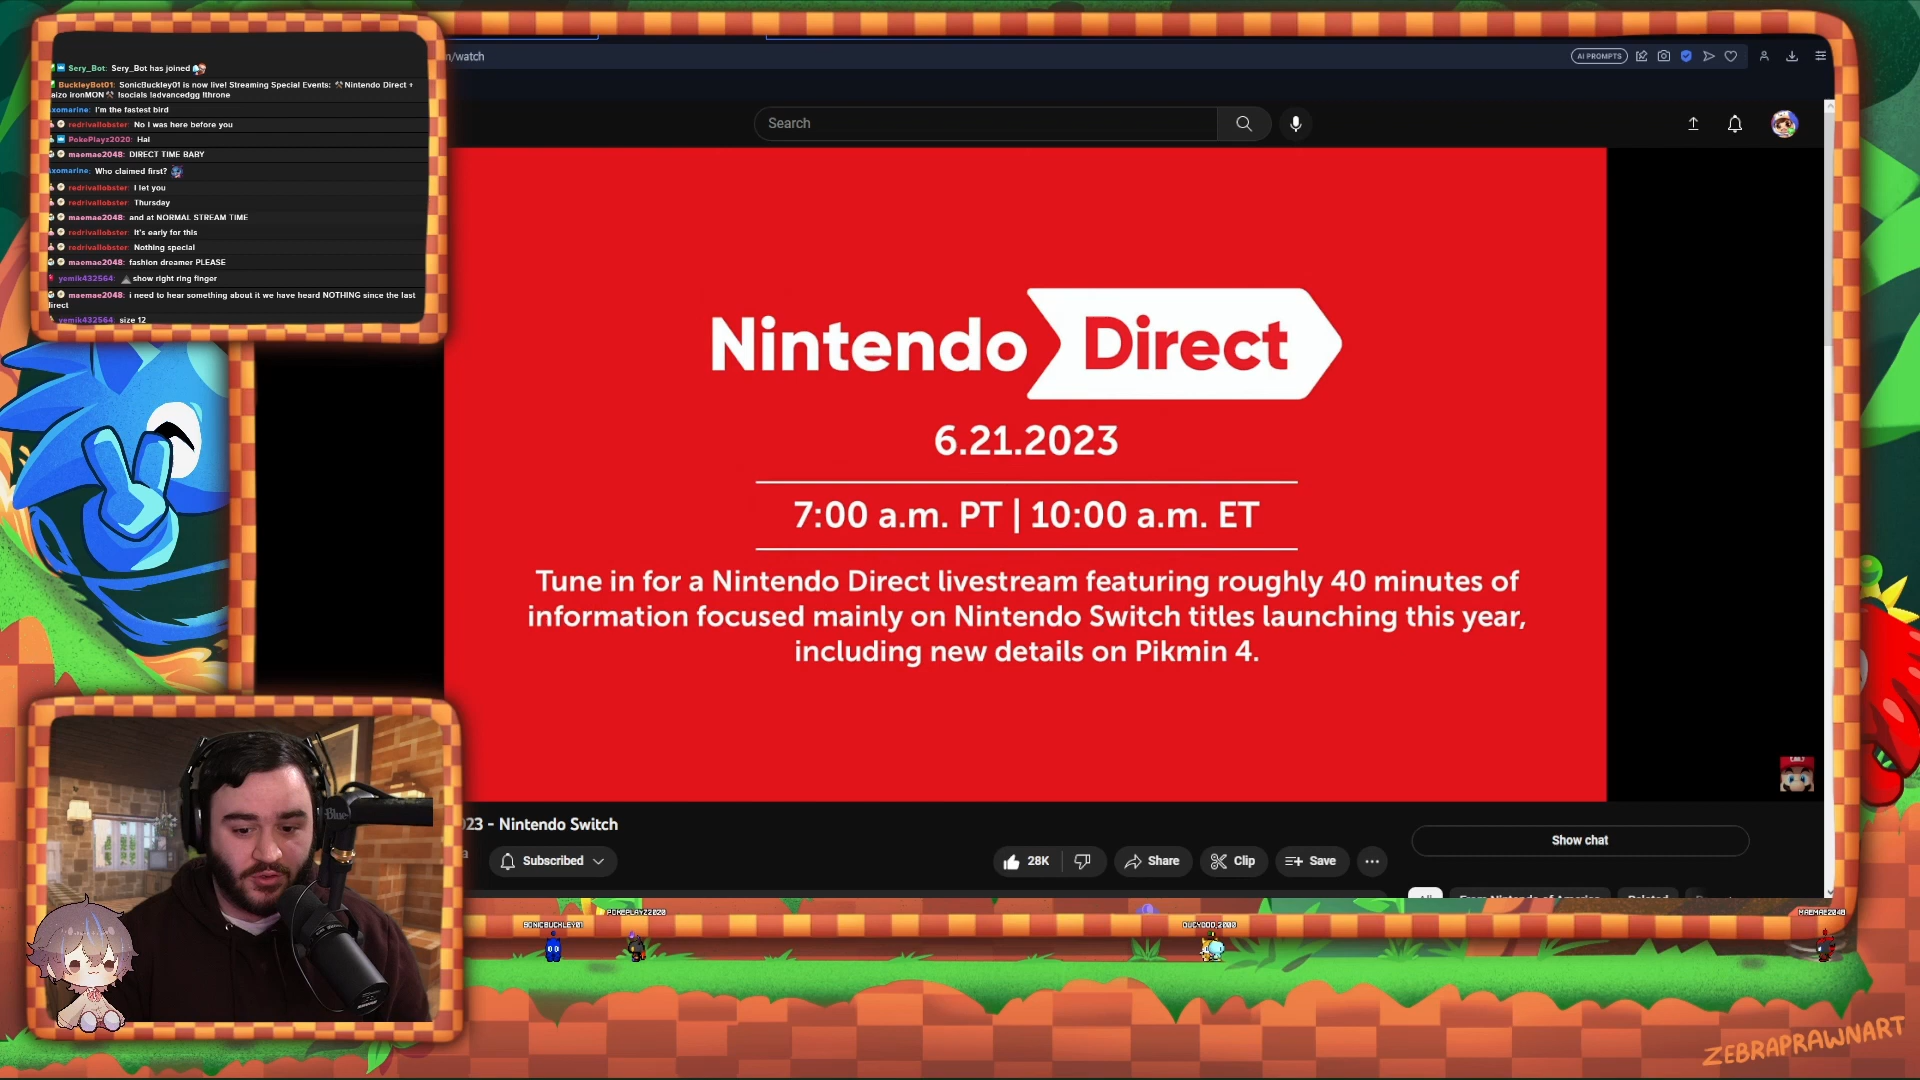 Sery_Bot: Sery_Bot has joined
BuckleyBot01: SonicBuckley01 is now live! Streaming Special Events: Nintendo Direct +
aizo ironMON !socials !advancedgg !throne
xomarine: I'm the fastest bird
redrivallobster: No I was here before you
PokePlayz2020: Hai
maemae2048: DIRECT TIME BABY
xomarine: Who claimed first?
redrivallobster: I let you
redrivallobster: Thursday
maemae2048: and at NORMAL STREAM TIME
redrivallobster: It's early for this
redrivallobster: Nothing special
maemae2048: fashion dreamer PLEASE
yemik432564: show right ring finger
maemae2048: i need to hear something about it we have heard NOTHING since the last
direct
yemik432564: size 12
/watch
AI PROMPTS
Search
Nintendo Direct
6.21.2023
7:00 a.m. PT | 10:00 a.m. ET
Tune in for a Nintendo Direct livestream featuring roughly 40 minutes of
information focused mainly on Nintendo Switch titles launching this year,
including new details on Pikmin 4.
23 - Nintendo Switch
Subscribed
28K
Share
Clip
Save
Show chat
Blue
SONICBUCKLEY01
POKEPLAYZ2020
MAEMAE2048
ZEBRAPRAWNART